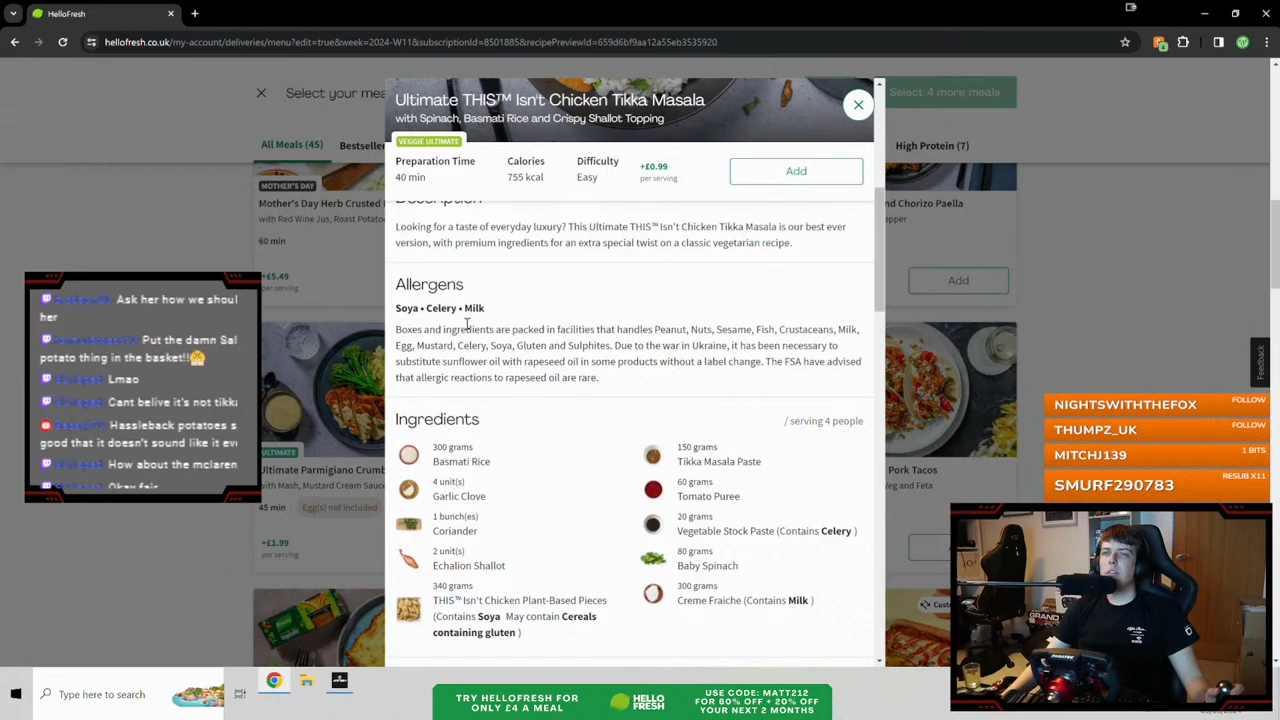 HelloFresh
hellofresh.co.uk/my-account/deliveries/menu?edit=true&week=2024-W11&subscriptionId=8501885&recipePreviewId=659d6bf9aa12a55eb3535920
Select your mea
Select 4 more meals
All Meals (45)
Bestseller
High Protein (7)
Ultimate THIS™ Isn't Chicken Tikka Masala
with Spinach, Basmati Rice and Crispy Shallot Topping
VEGGIE ULTIMATE
Preparation Time
40 min
Calories
755 kcal
Difficulty
Easy
+£0.99
per serving
Add
Description
Looking for a taste of everyday luxury? This Ultimate THIS™ Isn't Chicken Tikka Masala is our best ever
version, with premium ingredients for an extra special twist on a classic vegetarian recipe.
Allergens
Soya • Celery • Milk
Boxes and ingredients are packed in facilities that handles Peanut, Nuts, Sesame, Fish, Crustaceans, Milk,
Egg, Mustard, Celery, Soya, Gluten and Sulphites. Due to the war in Ukraine, it has been necessary to
substitute sunflower oil with rapeseed oil in some products without a label change. The FSA have advised
that allergic reactions to rapeseed oil are rare.
Ingredients
/ serving 4 people
300 grams
Basmati Rice
4 unit(s)
Garlic Clove
1 bunch(es)
Coriander
2 unit(s)
Echalion Shallot
340 grams
THIS™ Isn't Chicken Plant-Based Pieces
(Contains Soya May contain Cereals
containing gluten )
150 grams
Tikka Masala Paste
60 grams
Tomato Puree
20 grams
Vegetable Stock Paste (Contains Celery )
80 grams
Baby Spinach
300 grams
Creme Fraiche (Contains Milk )
MOTHER'S DAY
Mother's Day Herb Crusted
with Red Wine Jus, Roast Potato
60 min
+£5.49
per serving
ULTIMATE
Ultimate Parmigiano Crumb
with Mash, Mustard Cream Sauc
45 min
Egg(s) not included
+£1.99
per serving
and Chorizo Paella
epper
Add
Pork Tacos
Veg and Feta
Custo
Feedback
Ask her how we shoul
her
Put the damn Sal
potato thing in the basket!!
Lmao
Cant belive it's not tikka
Hassleback potatoes s
good that it doesn't sound like it eve
How about the mclaren
Okay fair
NIGHTSWITHTHEFOX
FOLLOW
THUMPZ_UK
FOLLOW
MITCHJ139
1 BITS
SMURF290783
RESUB X11
FANATEC
Type here to search
TRY HELLOFRESH FOR
ONLY £4 A MEAL
HELLO
FRESH
USE CODE: MATT212
FOR 60% OFF + 20% OFF
YOUR NEXT 2 MONTHS